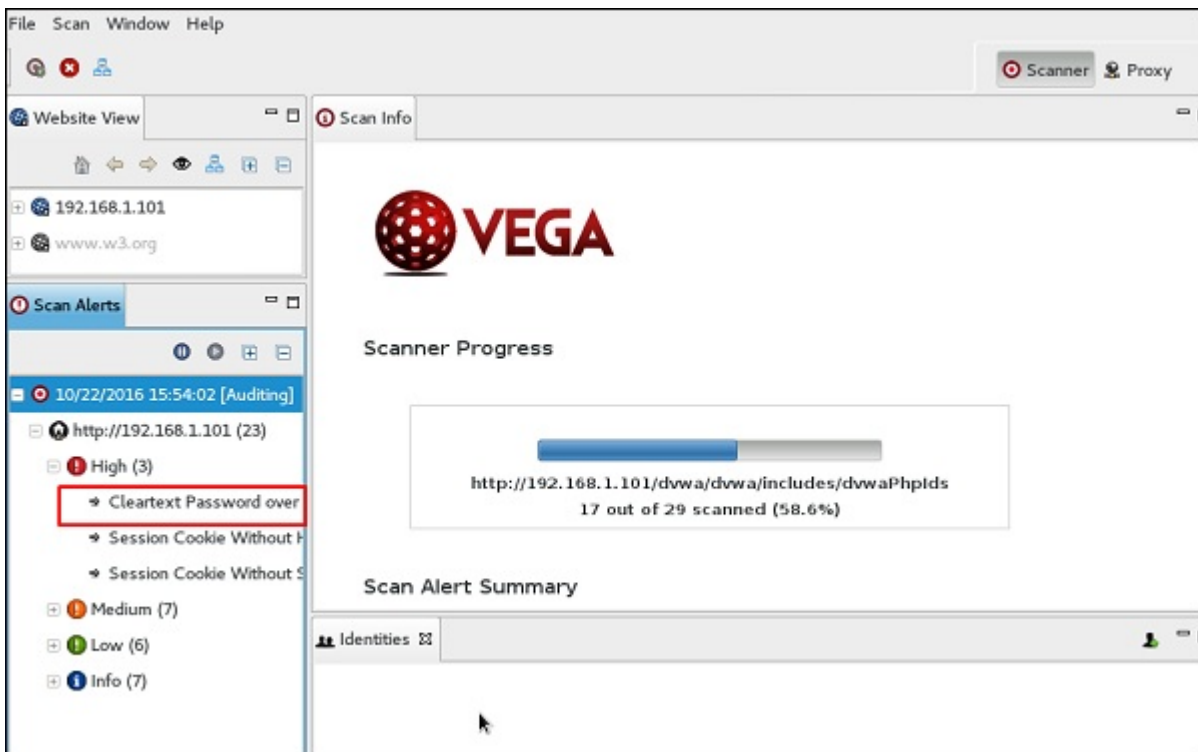 File Scan Window Help
Scanner Proxy
Website View
192.168.1.101
www.w3.org
Scan Alerts
10/22/2016 15:54:02 [Auditing]
http://192.168.1.101 (23)
High (3)
Cleartext Password over
Session Cookie Without H
Session Cookie Without S
Medium (7)
Low (6)
Info (7)
Scan Info
VEGA
Scanner Progress
http://192.168.1.101/dvwa/dvwa/includes/dvwaPhpIds
17 out of 29 scanned (58.6%)
Scan Alert Summary
Identities